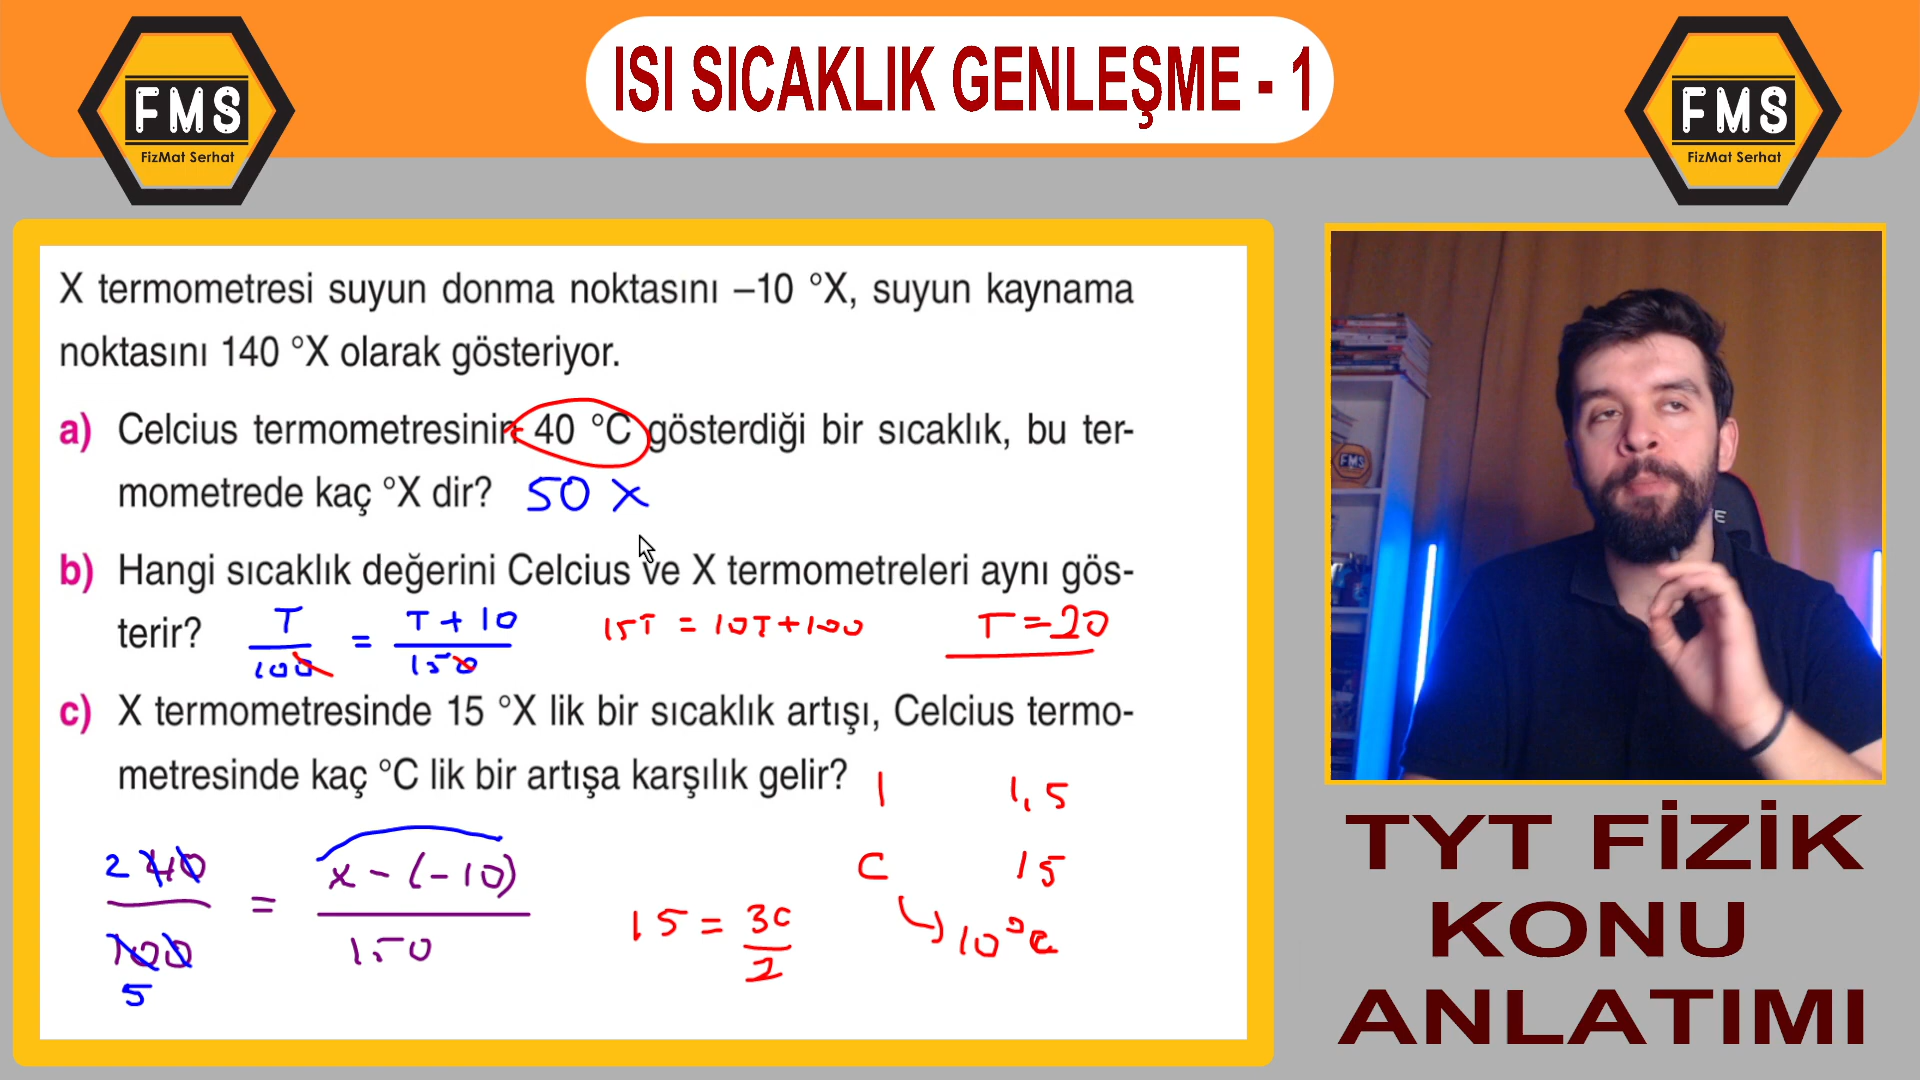 ISI SICAKLIK GENLEŞME - 1
FMS
FizMat Serhat
FMS
FizMat Serhat
X termometresi suyun donma noktasını –10 °X, suyun kaynama
noktasını 140 °X olarak gösteriyor.
a) Celcius termometresinin 40 °C gösterdiği bir sıcaklık, bu ter-
mometrede kaç °X dir? 50 X
b) Hangi sıcaklık değerini Celcius ve X termometreleri aynı gös-
terir? T/100 = T+10/150 15T = 10T+100 T=20
c) X termometresinde 15 °X lik bir sıcaklık artışı, Celcius termo-
metresinde kaç °C lik bir artışa karşılık gelir? 1 1,5
2 40 = x-(-10) C 15
100 150 15 = 3C/2 10°C
5
FMS
TYT FİZİK
KONU
ANLATIMI